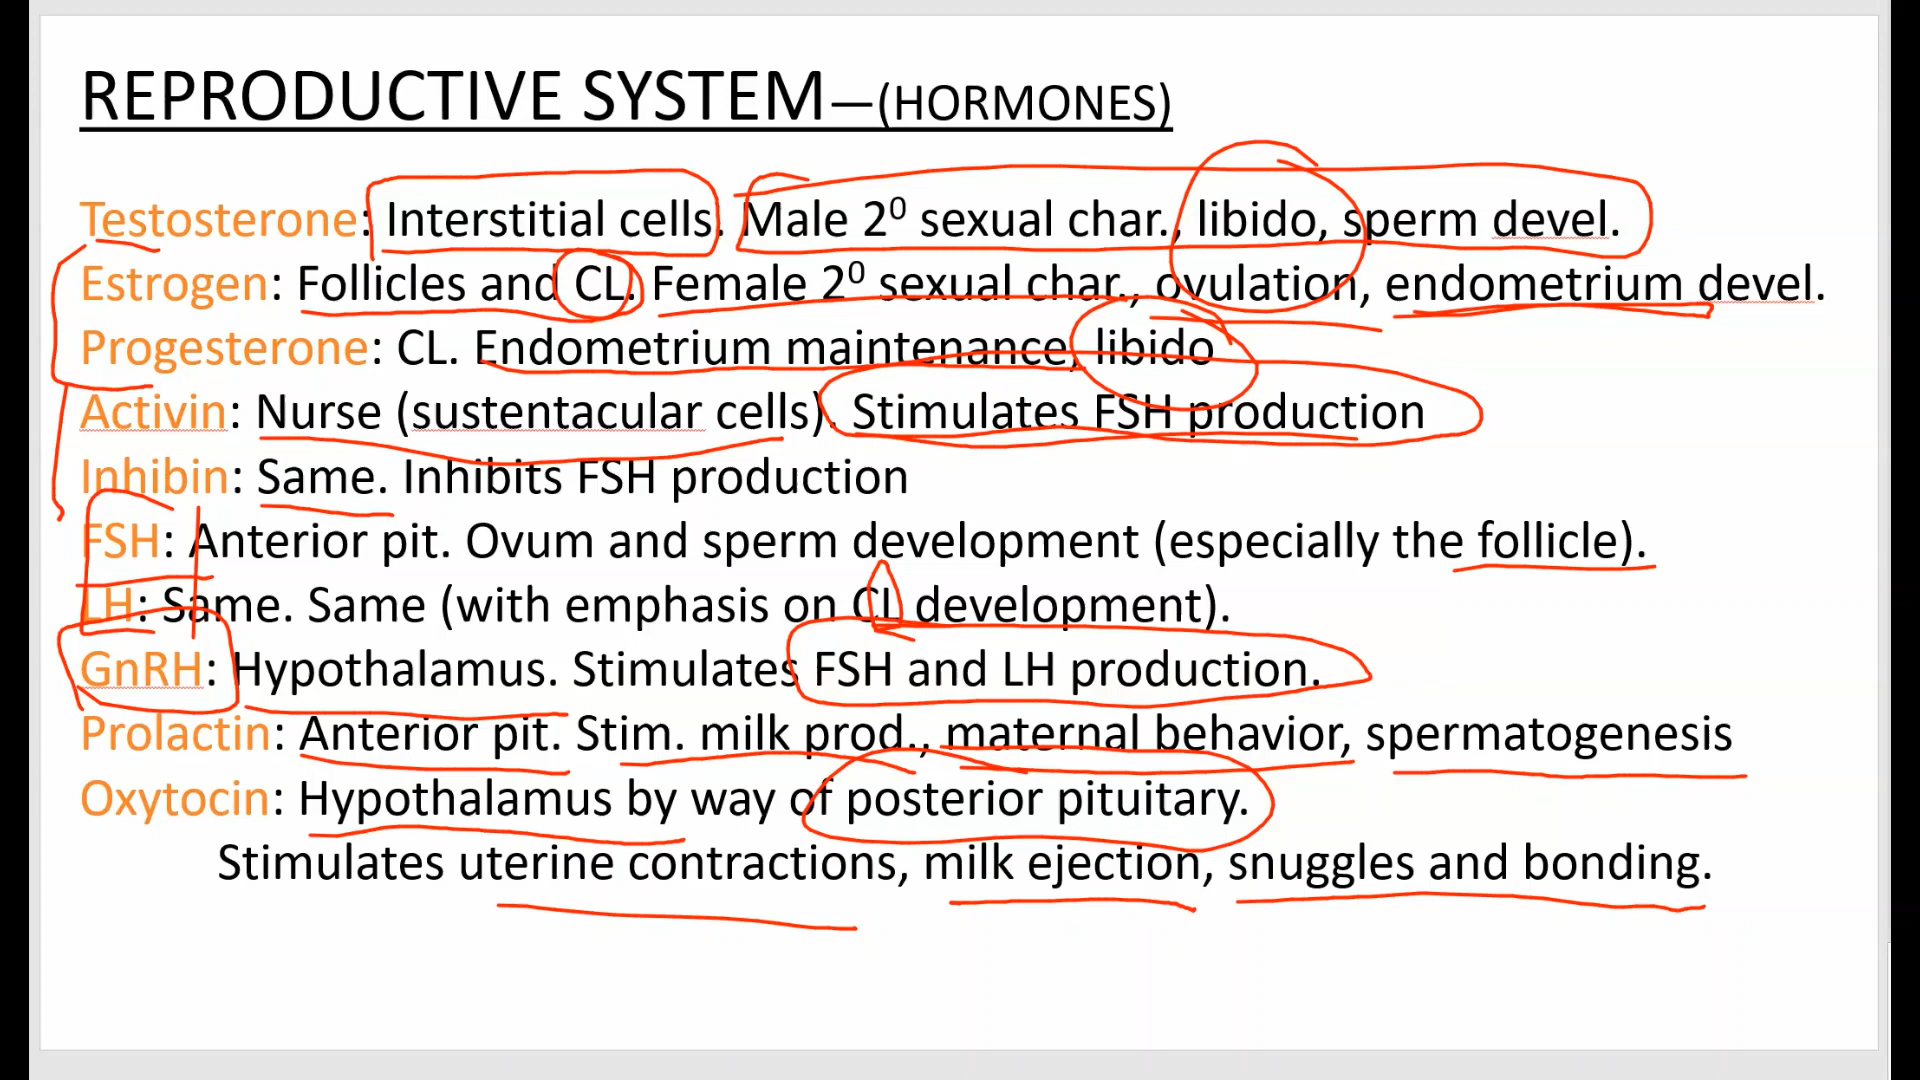 REPRODUCTIVE SYSTEM—(HORMONES)
Testosterone: Interstitial cells. Male 2⁰ sexual char., libido, sperm devel.
Estrogen: Follicles and CL. Female 2⁰ sexual char., ovulation, endometrium devel.
Progesterone: CL. Endometrium maintenance, libido
Activin: Nurse (sustentacular cells). Stimulates FSH production
Inhibin: Same. Inhibits FSH production
FSH: Anterior pit. Ovum and sperm development (especially the follicle).
LH: Same. Same (with emphasis on CL development).
GnRH: Hypothalamus. Stimulates FSH and LH production.
Prolactin: Anterior pit. Stim. milk prod., maternal behavior, spermatogenesis
Oxytocin: Hypothalamus by way of posterior pituitary.
Stimulates uterine contractions, milk ejection, snuggles and bonding.